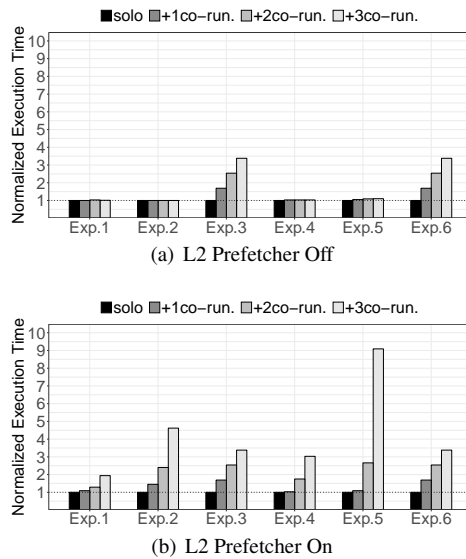 solo +1co−run. +2co−run. +3co−run.
Normalized Execution Time
10
9
8
7
6
5
4
3
2
1
Exp.1 Exp.2 Exp.3 Exp.4 Exp.5 Exp.6
(a) L2 Prefetcher Off
solo +1co−run. +2co−run. +3co−run.
Normalized Execution Time
10
9
8
7
6
5
4
3
2
1
Exp.1 Exp.2 Exp.3 Exp.4 Exp.5 Exp.6
(b) L2 Prefetcher On